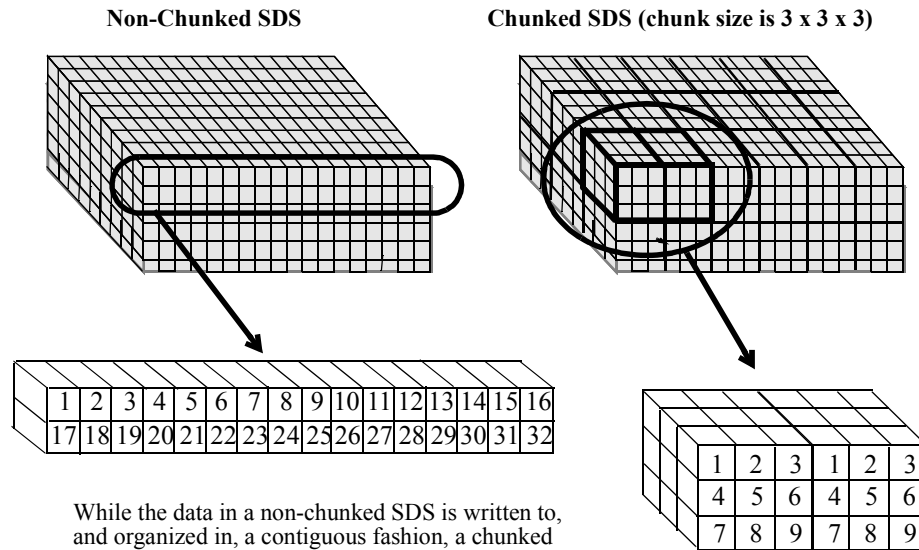 Non-Chunked SDS
Chunked SDS (chunk size is 3 x 3 x 3)
1 2 3 4 5 6 7 8 9 10 11 12 13 14 15 16
17 18 19 20 21 22 23 24 25 26 27 28 29 30 31 32
1 2 3 1 2 3
4 5 6 4 5 6
7 8 9 7 8 9
While the data in a non-chunked SDS is written to,
and organized in, a contiguous fashion, a chunked